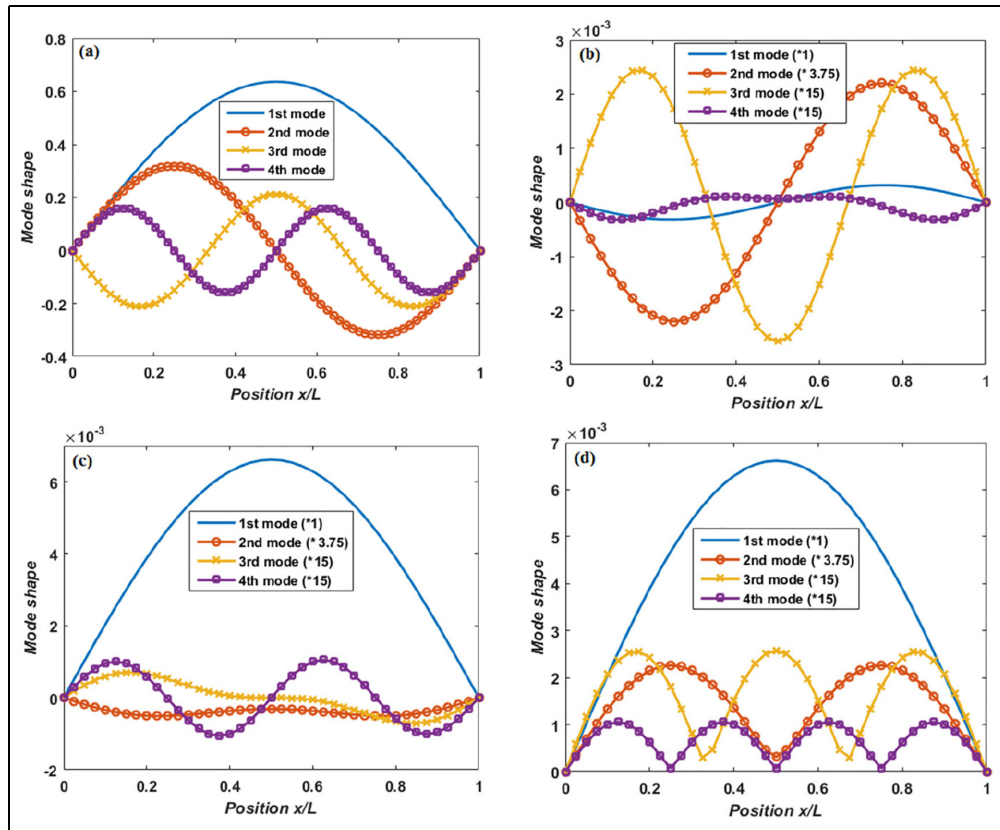 (a)
0.8
0.6
0.4
0.2
0
-0.2
-0.4
0
0.2
0.4
0.6
0.8
1
Mode shape
Position x/L
1st mode
2nd mode
3rd mode
4th mode
(b)
×10⁻³
3
2
1
0
-1
-2
-3
0
0.2
0.4
0.6
0.8
1
Mode shape
Position x/L
1st mode (*1)
2nd mode (* 3.75)
3rd mode (*15)
4th mode (*15)
(c)
×10⁻³
6
4
2
0
-2
0
0.2
0.4
0.6
0.8
1
Mode shape
Position x/L
1st mode (*1)
2nd mode (* 3.75)
3rd mode (*15)
4th mode (*15)
(d)
×10⁻³
7
6
5
4
3
2
1
0
0
0.2
0.4
0.6
0.8
1
Mode shape
Position x/L
1st mode (*1)
2nd mode (*3.75)
3rd mode (*15)
4th mode (*15)